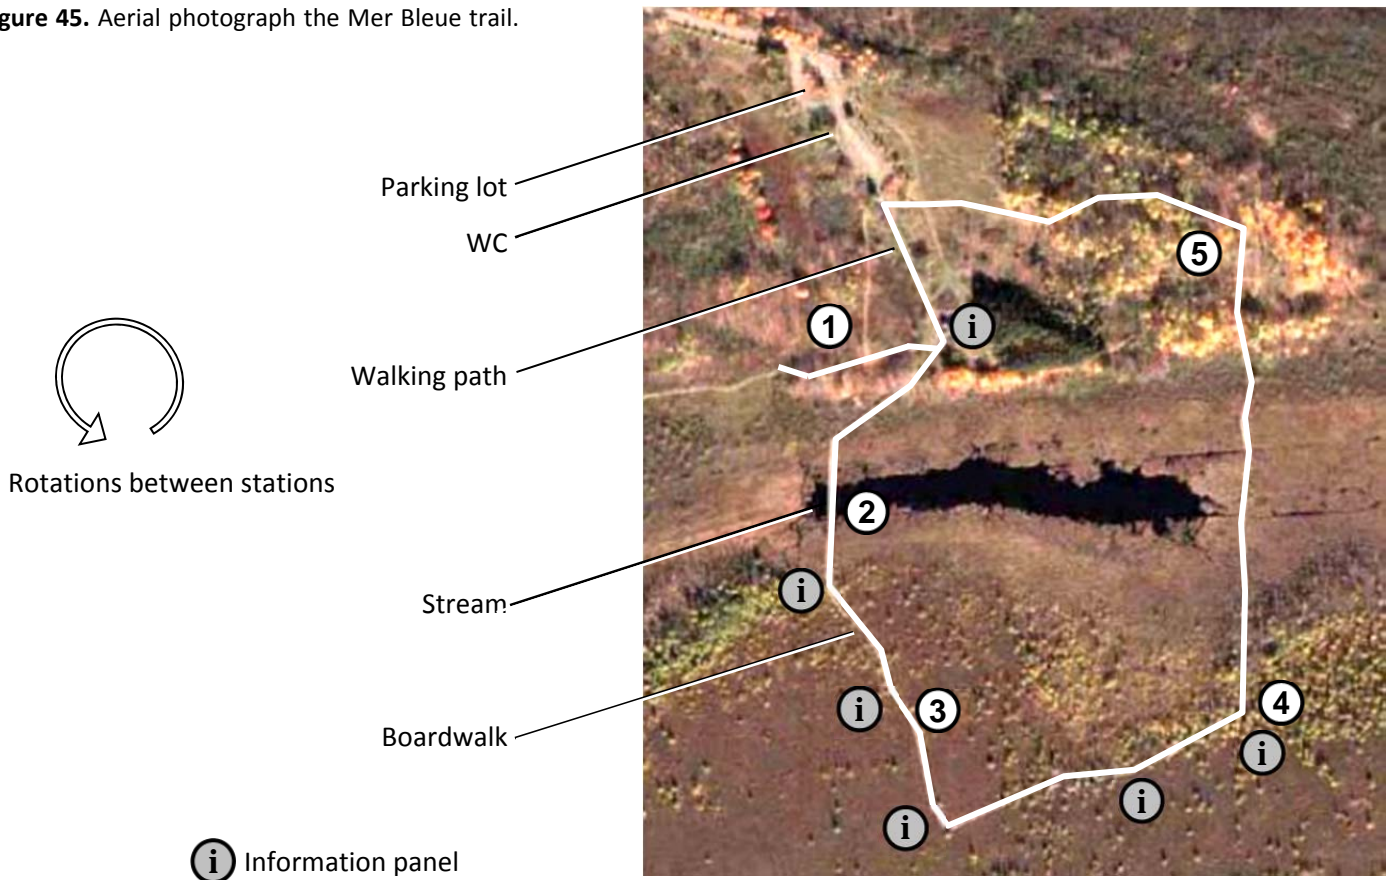 gure 45. Aerial photograph the Mer Bleue trail.
Parking lot
WC
5
1
i
Walking path
Rotations between stations
2
i
Stream
i
3
4
Boardwalk
i
i
i
i Information panel